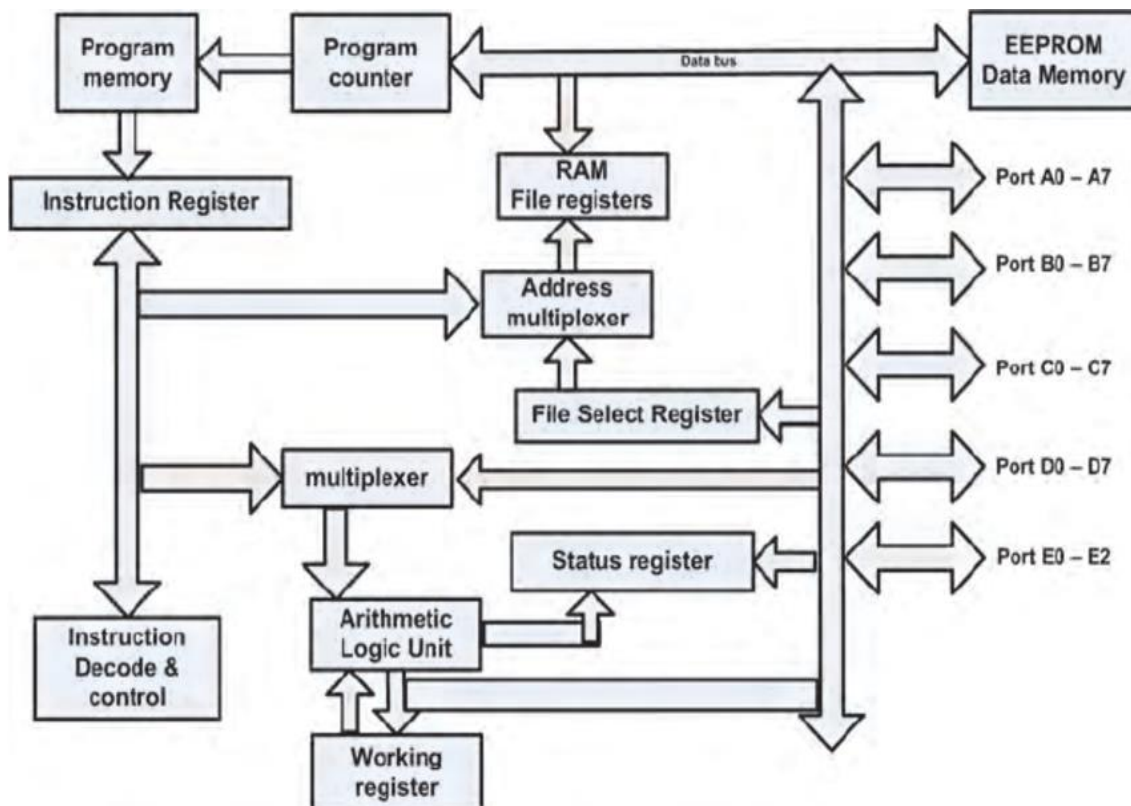 Program
memory
Program
counter
Data bus
EEPROM
Data Memory
Instruction Register
RAM
File registers
Port A0 – A7
Address
multiplexer
Port B0 – B7
Port C0 – C7
File Select Register
multiplexer
Port D0 – D7
Status register
Port E0 – E2
Arithmetic
Logic Unit
Instruction
Decode &
control
Working
register